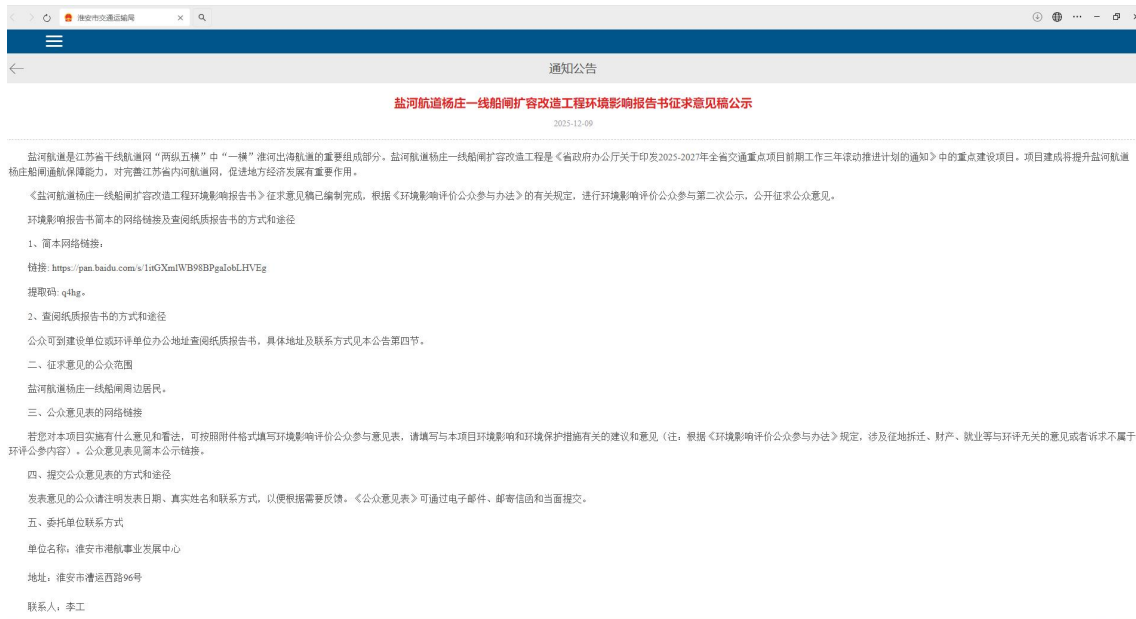 淮安市交通运输局
通知公告
盐河航道杨庄一线船闸扩容改造工程环境影响报告书征求意见稿公示
2025-12-09
盐河航道是江苏省干线航道网“两纵五横”中“一横”淮河出海航道的重要组成部分。盐河航道杨庄一线船闸扩容改造工程是《省政府办公厅关于印发2025-2027年全省交通重点项目前期工作三年滚动推进计划的通知》中的重点建设项目。项目建成将提升盐河航道
杨庄船闸通航保障能力，对完善江苏省内河航道网，促进地方经济发展有重要作用。
《盐河航道杨庄一线船闸扩容改造工程环境影响报告书》征求意见稿已编制完成，根据《环境影响评价公众参与办法》的有关规定，进行环境影响评价公众参与第二次公示，公开征求公众意见。
环境影响报告书简本的网络链接及查阅纸质报告书的方式和途径
1、简本网络链接：
链接: https://pan.baidu.com/s/1itGXmlWB98BPgaIobLHVEg
提取码: q4hg。
2、查阅纸质报告书的方式和途径
公众可到建设单位或环评单位办公地址查阅纸质报告书，具体地址及联系方式见本公告第四节。
二、征求意见的公众范围
盐河航道杨庄一线船闸周边居民。
三、公众意见表的网络链接
若您对本项目实施有什么意见和看法，可按照附件格式填写环境影响评价公众参与意见表，请填写与本项目环境影响和环境保护措施有关的建议和意见（注：根据《环境影响评价公众参与办法》规定，涉及征地拆迁、财产、就业等与环评无关的意见或者诉求不属于
环评公参内容）。公众意见表见简本公示链接。
四、提交公众意见表的方式和途径
发表意见的公众请注明发表日期、真实姓名和联系方式，以便根据需要反馈。《公众意见表》可通过电子邮件、邮寄信函和当面提交。
五、委托单位联系方式
单位名称：淮安市港航事业发展中心
地址：淮安市漕运西路96号
联系人：李工